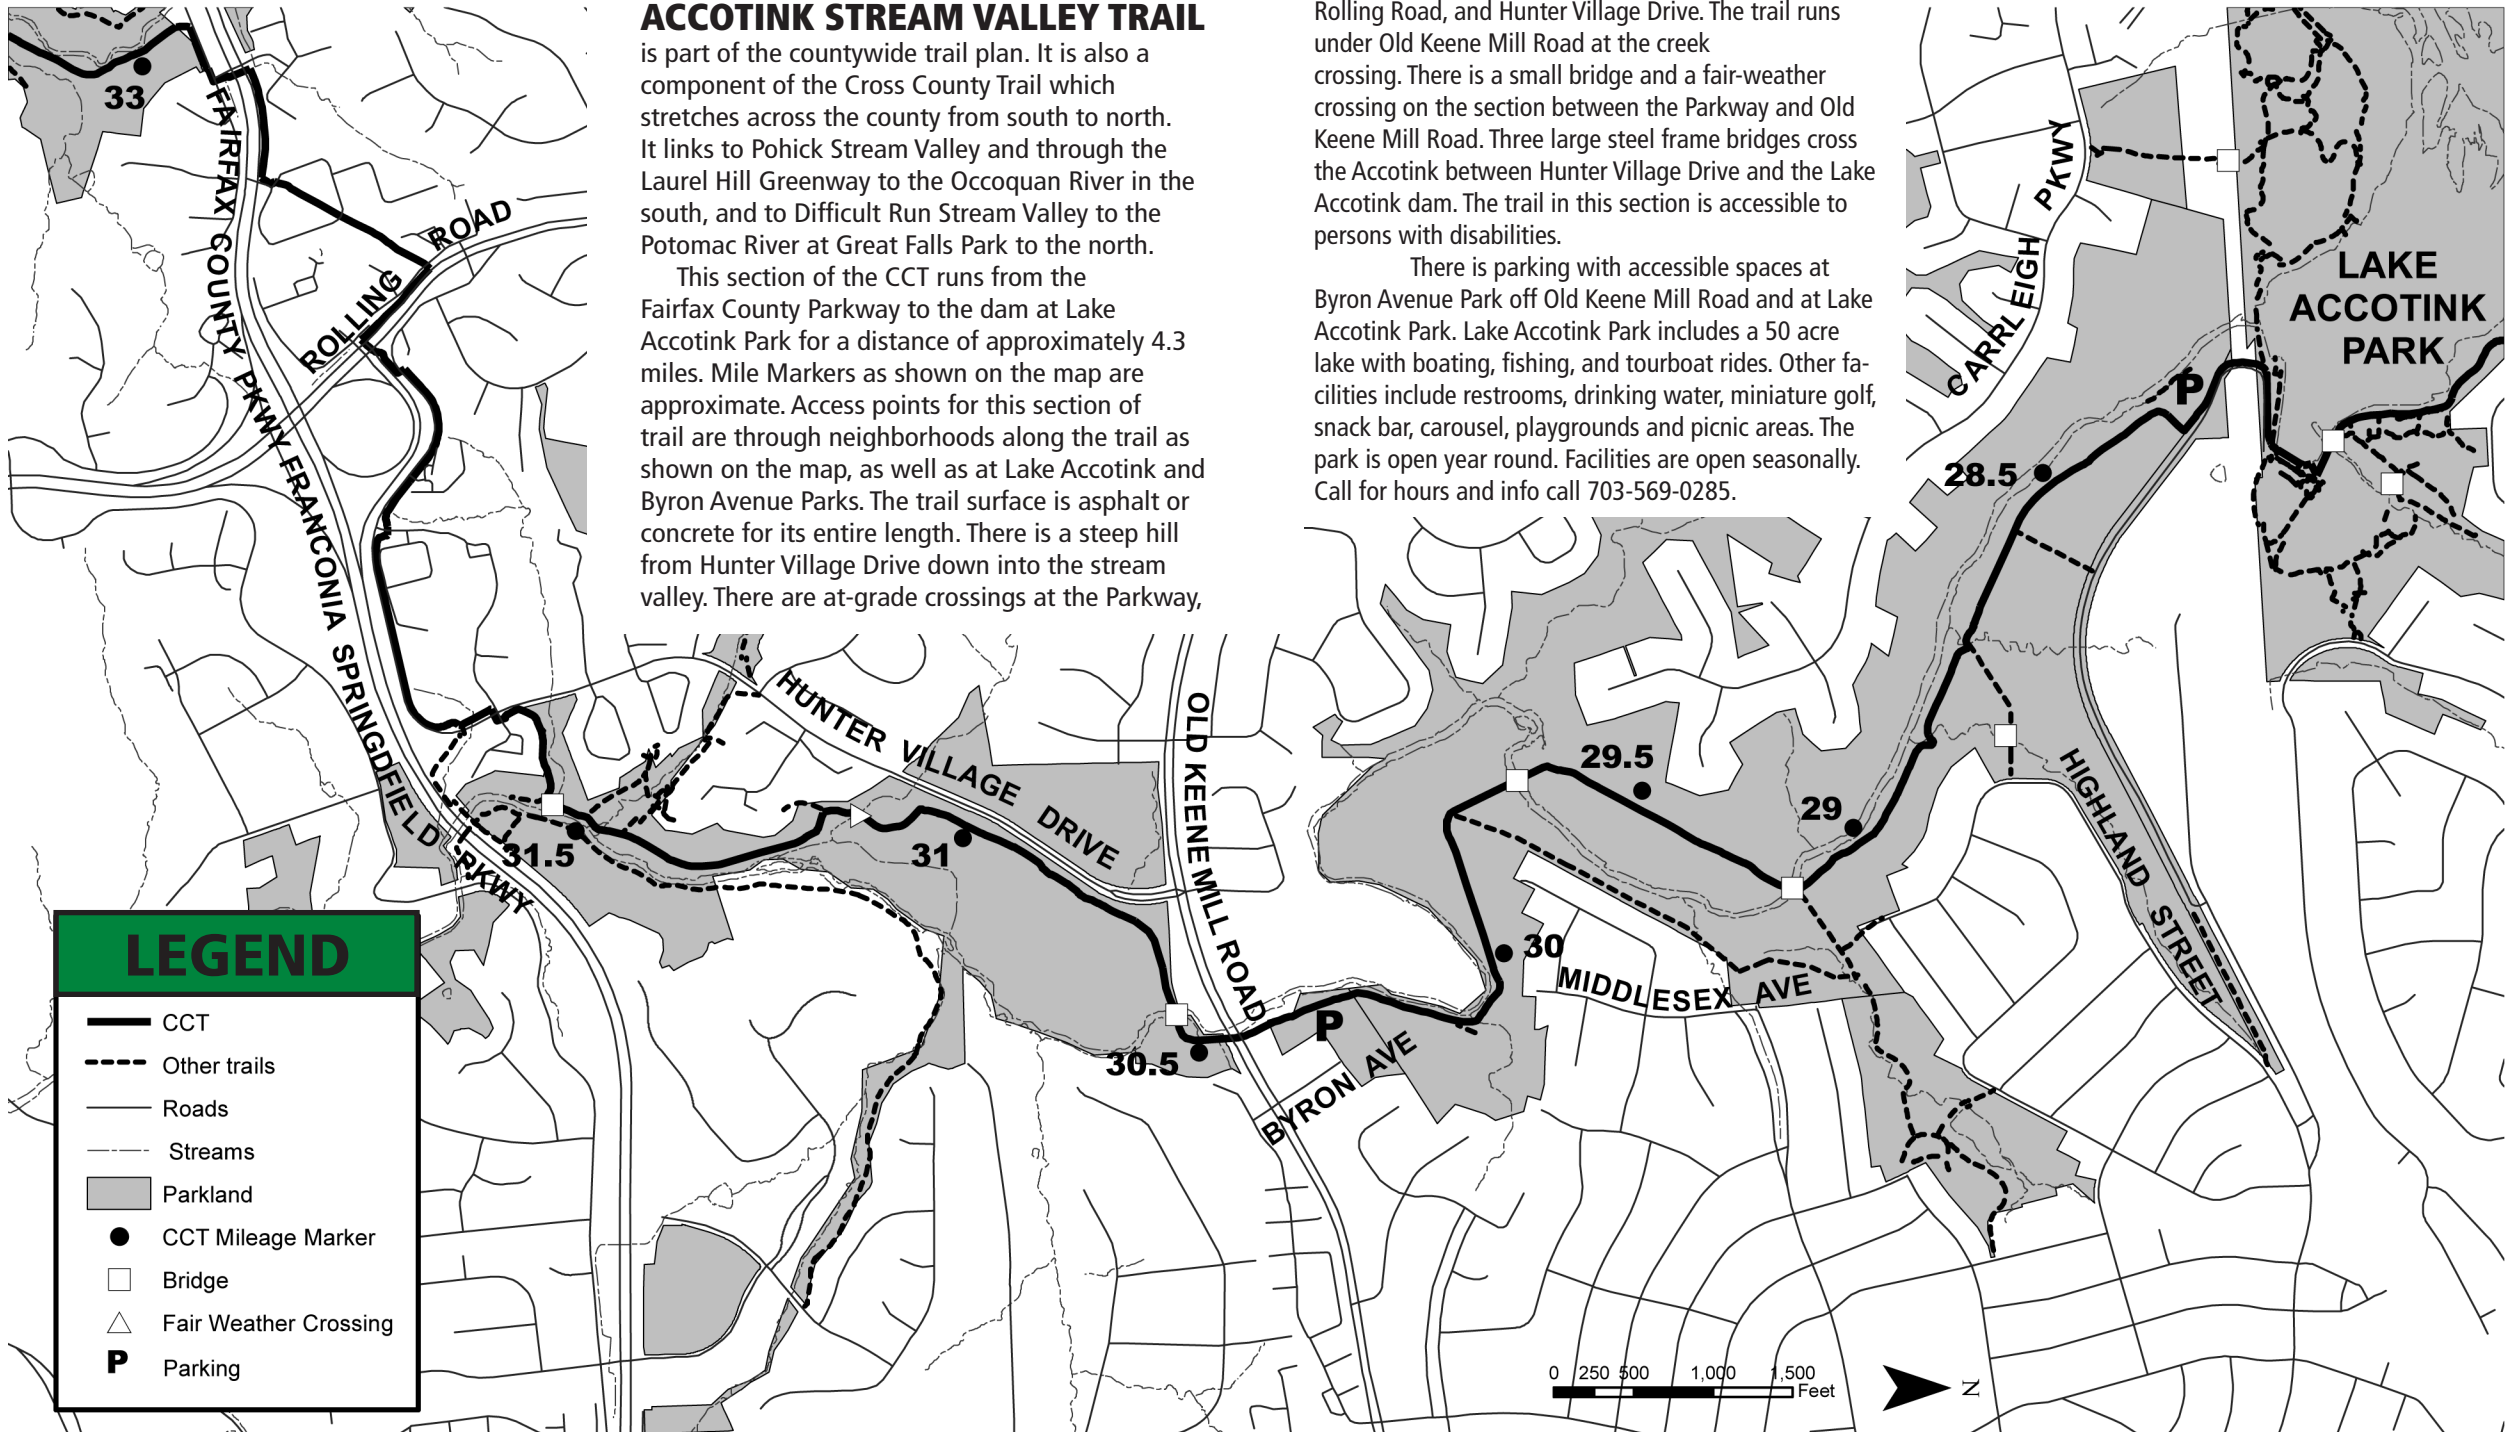 ACCOTINK STREAM VALLEY TRAIL
is part of the countywide trail plan. It is also a
component of the Cross County Trail which
stretches across the county from south to north.
It links to Pohick Stream Valley and through the
Laurel Hill Greenway to the Occoquan River in the
south, and to Difficult Run Stream Valley to the
Potomac River at Great Falls Park to the north.
This section of the CCT runs from the
Fairfax County Parkway to the dam at Lake
Accotink Park for a distance of approximately 4.3
miles. Mile Markers as shown on the map are
approximate. Access points for this section of
trail are through neighborhoods along the trail as
shown on the map, as well as at Lake Accotink and
Byron Avenue Parks. The trail surface is asphalt or
concrete for its entire length. There is a steep hill
from Hunter Village Drive down into the stream
valley. There are at-grade crossings at the Parkway,
Rolling Road, and Hunter Village Drive. The trail runs
under Old Keene Mill Road at the creek
crossing. There is a small bridge and a fair-weather
crossing on the section between the Parkway and Old
Keene Mill Road. Three large steel frame bridges cross
the Accotink between Hunter Village Drive and the Lake
Accotink dam. The trail in this section is accessible to
persons with disabilities.
There is parking with accessible spaces at
Byron Avenue Park off Old Keene Mill Road and at Lake
Accotink Park. Lake Accotink Park includes a 50 acre
lake with boating, fishing, and tourboat rides. Other fa-
cilities include restrooms, drinking water, miniature golf,
snack bar, carousel, playgrounds and picnic areas. The
park is open year round. Facilities are open seasonally.
Call for hours and info call 703-569-0285.
33
FAIRFAX COUNTY PKWY
ROLLING ROAD
FRANCONIA SPRINGDFIELD PKWY
HUNTER VILLAGE DRIVE
OLD KEENE MILL ROAD
CARRLEIGH PKWY
LAKE
ACCOTINK
PARK
P
28.5
29.5
29
31.5
31
30
30.5
P
MIDDLESEX AVE
BYRON AVE
HIGHLAND STREET
LEGEND
CCT
Other trails
Roads
Streams
Parkland
CCT Mileage Marker
Bridge
Fair Weather Crossing
P Parking
0 250 500 1,000 1,500
Feet
N